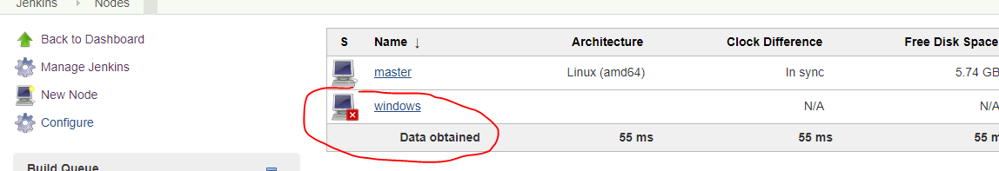 Jenkins Nodes
Back to Dashboard
Manage Jenkins
New Node
Configure
Build Queue
S Name ↓ Architecture Clock Difference Free Disk Space
master Linux (amd64) In sync 5.74 GB
windows N/A N/A
Data obtained 55 ms 55 ms 55 m